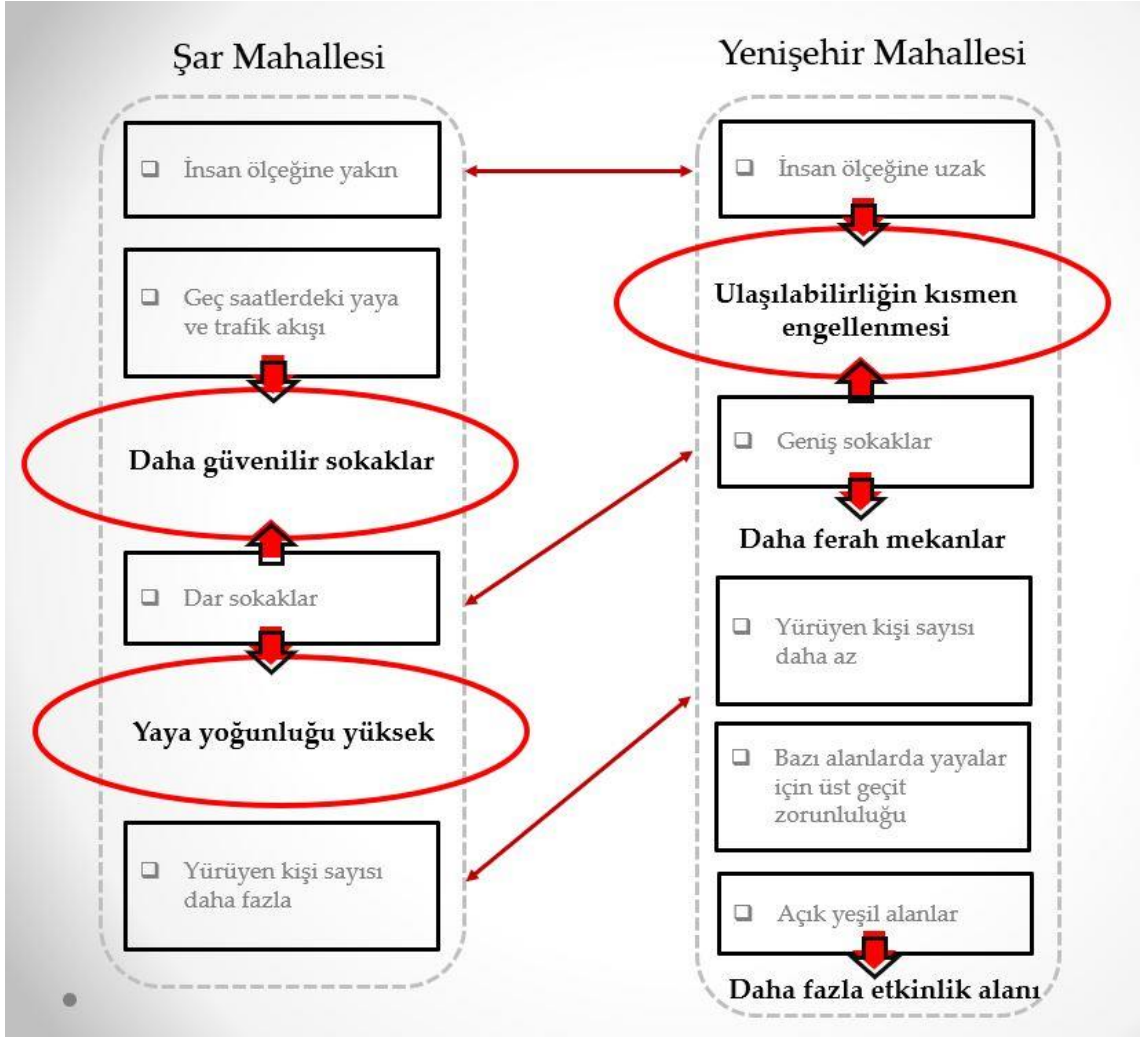 Şar Mahallesi
❑ İnsan ölçeğine yakın
❑ Geç saatlerdeki yaya
ve trafik akışı
Daha güvenilir sokaklar
❑ Dar sokaklar
Yaya yoğunluğu yüksek
❑ Yürüyen kişi sayısı
daha fazla
Yenişehir Mahallesi
❑ İnsan ölçeğine uzak
Ulaşılabilirliğin kısmen
engellenmesi
❑ Geniş sokaklar
Daha ferah mekanlar
❑ Yürüyen kişi sayısı
daha az
❑ Bazı alanlarda yayalar
için üst geçit
zorunluluğu
❑ Açık yeşil alanlar
Daha fazla etkinlik alanı